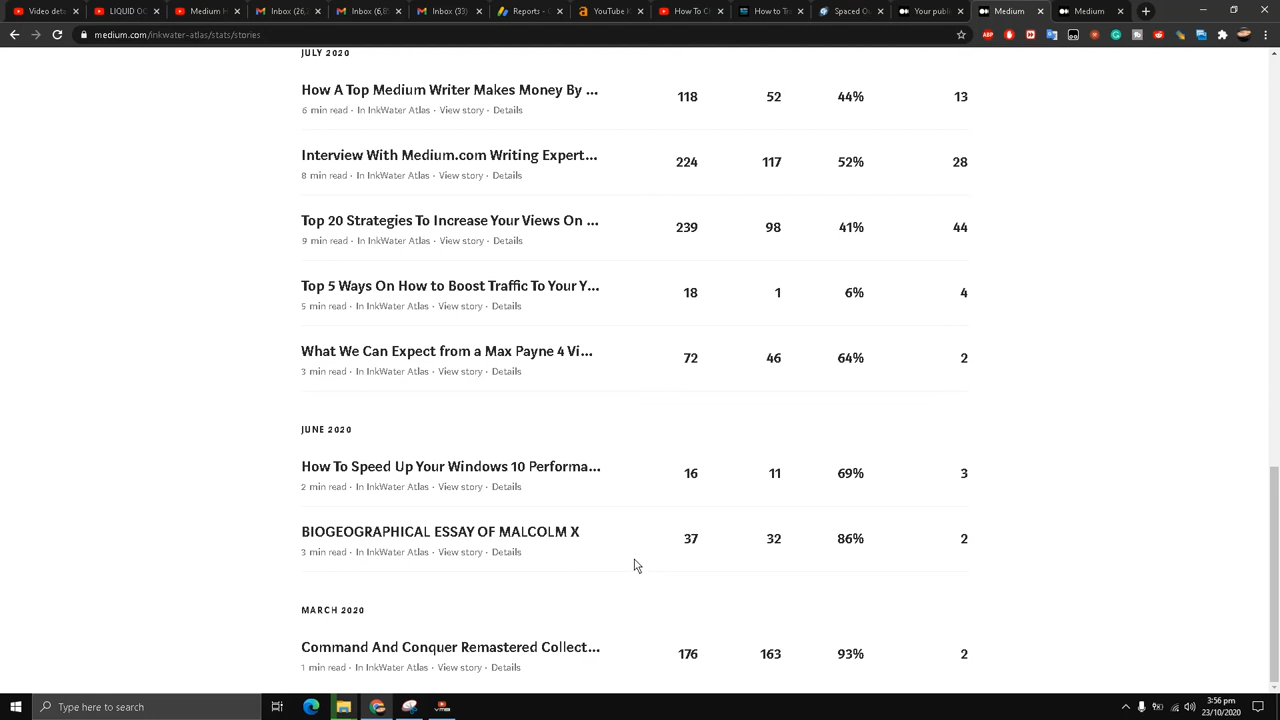 Video deta
LIQUID OC
Medium H
Gmail (26,
Gmail (6,8
Gmail (33)
Reports -
YouTube H
How To Ch
How to Tr
Spaced O
Your publ
Medium
Medium
medium.com/inkwater-atlas/stats/stories
JULY 2020
How A Top Medium Writer Makes Money By ... 118 52 44% 13
6 min read · In InkWater Atlas · View story · Details
Interview With Medium.com Writing Expert... 224 117 52% 28
8 min read · In InkWater Atlas · View story · Details
Top 20 Strategies To Increase Your Views On ... 239 98 41% 44
9 min read · In InkWater Atlas · View story · Details
Top 5 Ways On How to Boost Traffic To Your Y... 18 1 6% 4
5 min read · In InkWater Atlas · View story · Details
What We Can Expect from a Max Payne 4 Vi... 72 46 64% 2
3 min read · In InkWater Atlas · View story · Details
JUNE 2020
How To Speed Up Your Windows 10 Performa... 16 11 69% 3
2 min read · In InkWater Atlas · View story · Details
BIOGEOGRAPHICAL ESSAY OF MALCOLM X 37 32 86% 2
3 min read · In InkWater Atlas · View story · Details
MARCH 2020
Command And Conquer Remastered Collect... 176 163 93% 2
1 min read · In InkWater Atlas · View story · Details
Type here to search
3:56 pm
23/10/2020